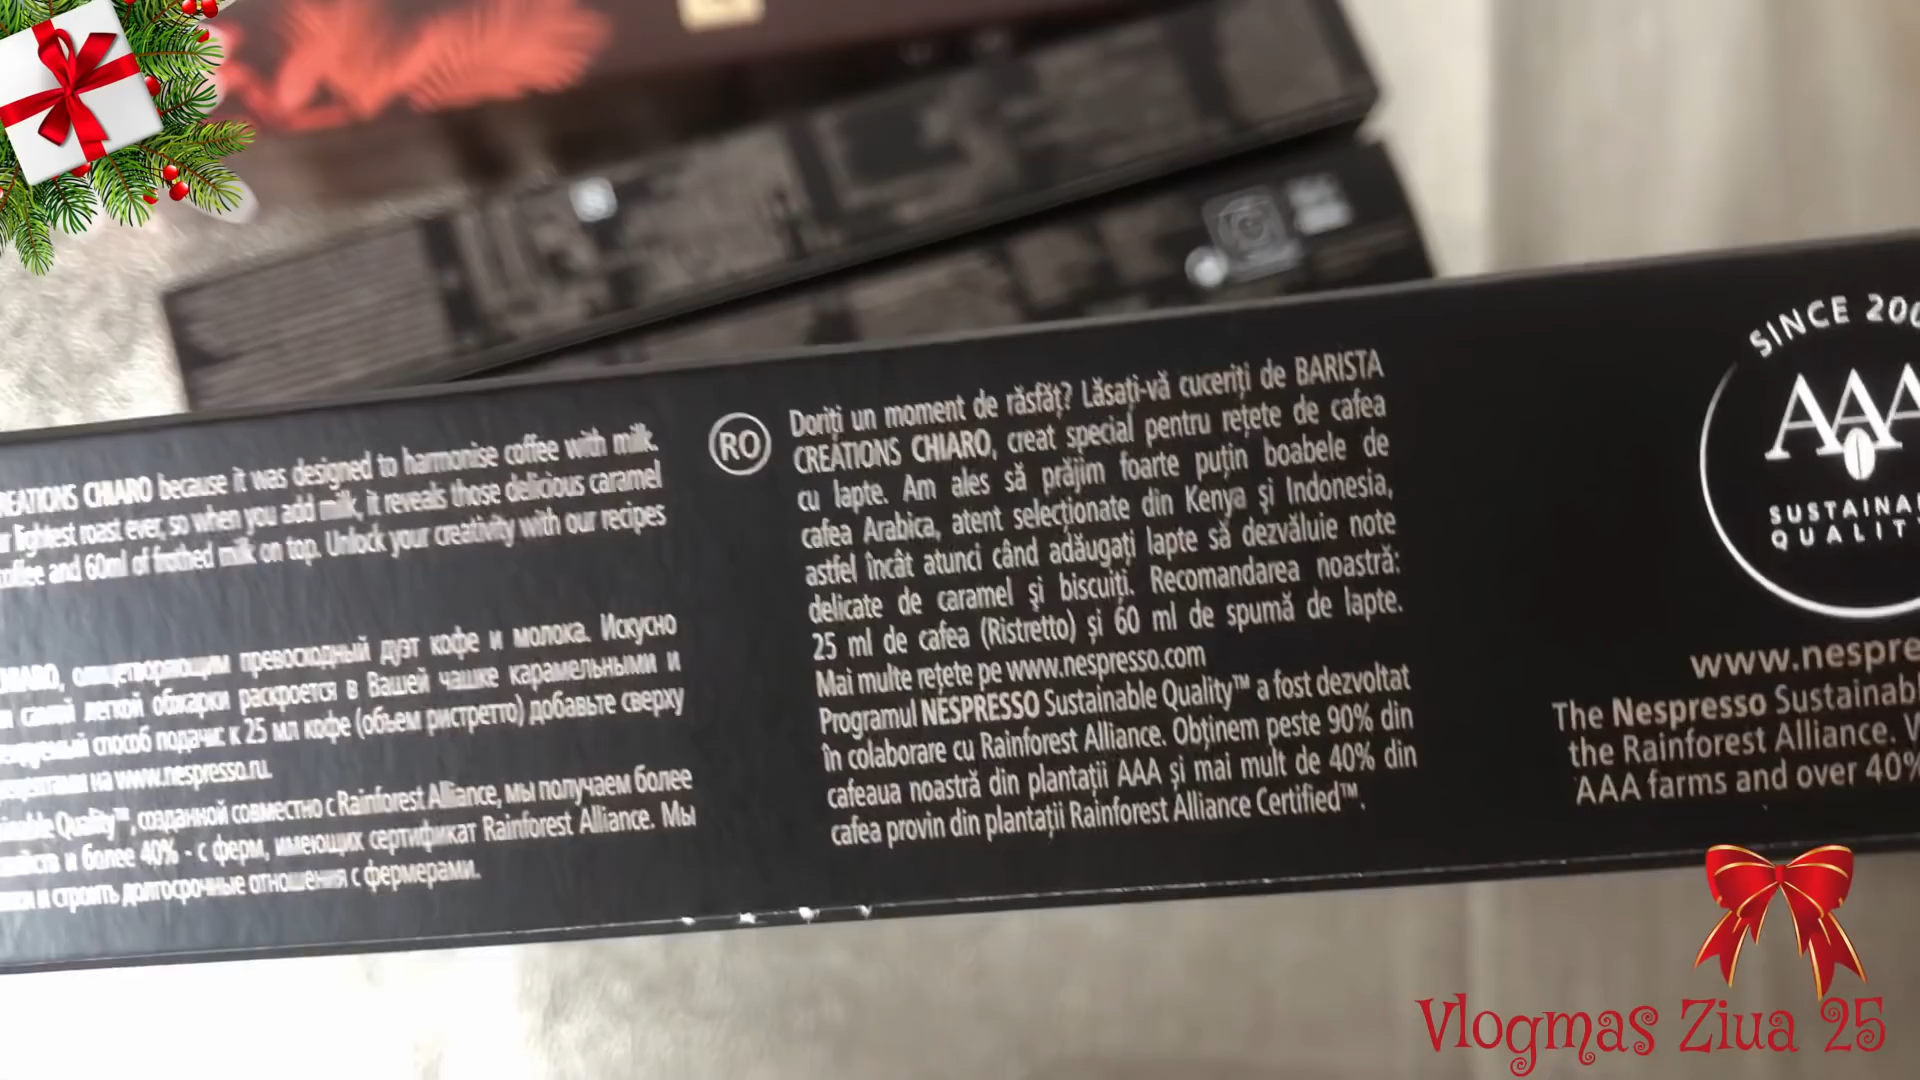 REATIONS CHIARO because it was designed to harmonise coffee with milk.
r lightest roast ever, so when you add milk, it reveals those delicious caramel
coffee and 60ml of frothed milk on top. Unlock your creativity with our recipes
олицетворяющим превосходный дуэт кофе и молока. Искусно
самой легкой обжарки раскроется в Вашей чашке карамельными и
способ подачи: к 25 мл кофе (объем ристретто) добавьте сверху
на www.nespresso.ru.
Quality™, созданной совместно с Rainforest Alliance, мы получаем более
и более 40% - с ферм, имеющих сертификат Rainforest Alliance. Мы
и строить долгосрочные отношения с фермерами.
RO
Doriți un moment de răsfăț? Lăsați-vă cuceriți de BARISTA
CREATIONS CHIARO, creat special pentru rețete de cafea
cu lapte. Am ales să prăjim foarte puțin boabele de
cafea Arabica, atent selecționate din Kenya și Indonesia,
astfel încât atunci când adăugați lapte să dezvăluie note
delicate de caramel și biscuiți. Recomandarea noastră:
25 ml de cafea (Ristretto) și 60 ml de spumă de lapte.
Mai multe rețete pe www.nespresso.com
Programul NESPRESSO Sustainable Quality™ a fost dezvoltat
în colaborare cu Rainforest Alliance. Obținem peste 90% din
cafeaua noastră din plantații AAA și mai mult de 40% din
cafea provin din plantații Rainforest Alliance Certified™.
SINCE 200
AAA
SUSTAINA
QUALIT
www.nespre
The Nespresso Sustainabl
the Rainforest Alliance. W
AAA farms and over 40%
Vlogmas Ziua 25